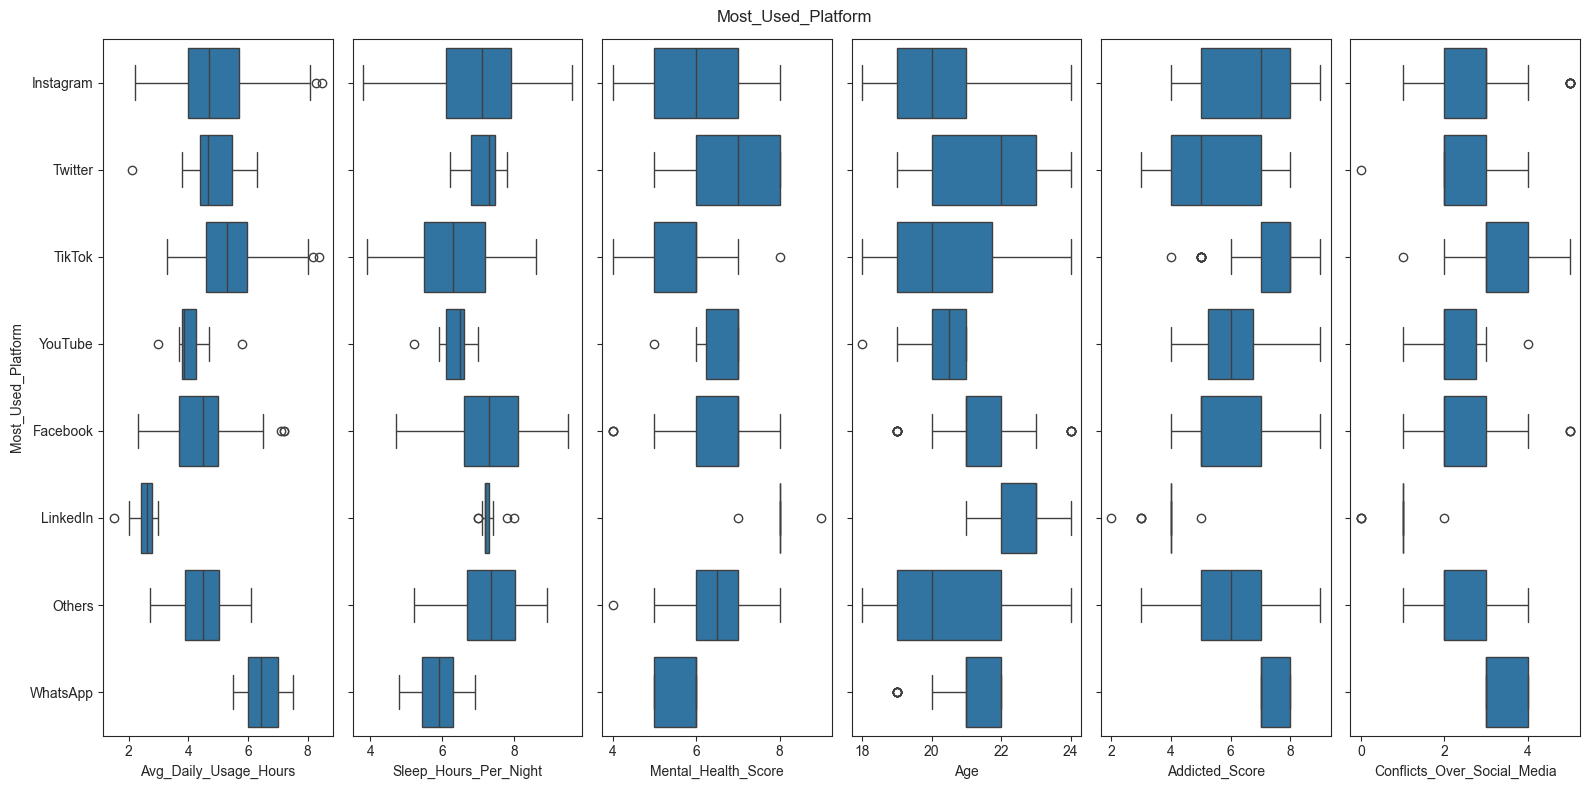 Most_Used_Platform
Most_Used_Platform
Instagram
Twitter
TikTok
YouTube
Facebook
LinkedIn
Others
WhatsApp
2 4 6 8
Avg_Daily_Usage_Hours
4 6 8
Sleep_Hours_Per_Night
4 6 8
Mental_Health_Score
18 20 22 24
Age
2 4 6 8
Addicted_Score
0 2 4
Conflicts_Over_Social_Media